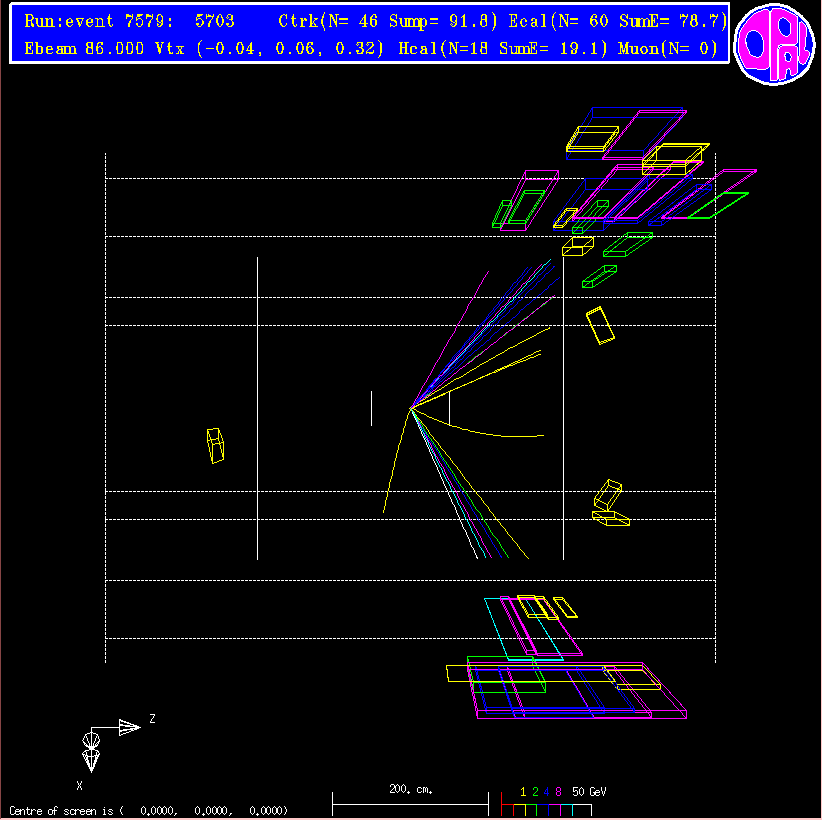 Run:event 7579: 5703 Ctrk(N= 46 Sump= 91.8) Ecal(N= 60 SumE= 78.7)
Ebeam 86.000 Vtx (-0.04, 0.06, 0.32) Hcal(N=18 SumE= 19.1) Muon(N= 0)
OPAL
Z
X
200. cm.
1 2 4 8 50 GeV
Centre of screen is ( 0.0000, 0.0000, 0.0000)